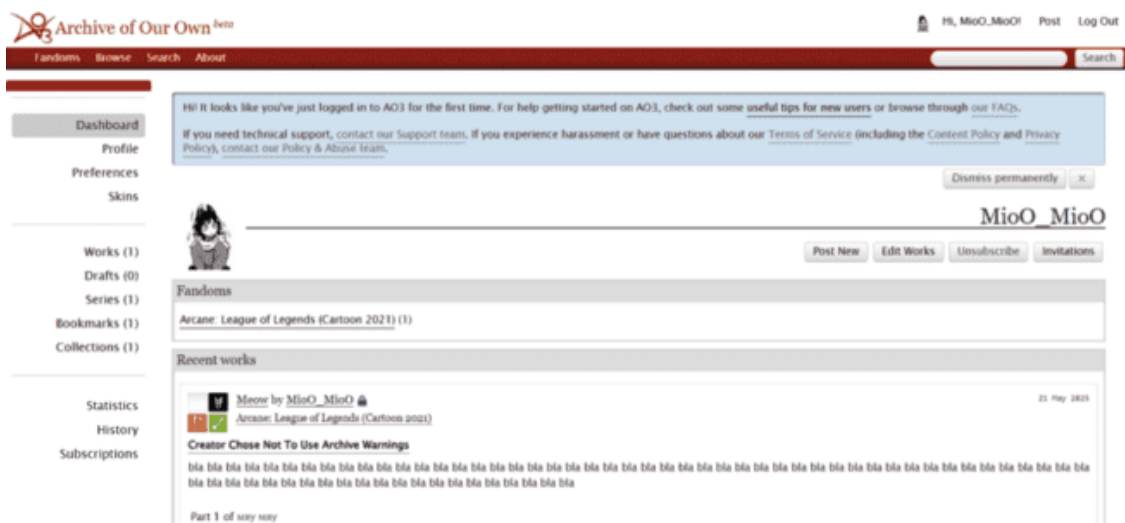 Archive of Our Own beta
Hi, MioO_MioO! Post Log Out
Fandoms Browse Search About
Search
Hi! It looks like you've just logged in to AO3 for the first time. For help getting started on AO3, check out some useful tips for new users or browse through our FAQs.
If you need technical support, contact our Support team. If you experience harassment or have questions about our Terms of Service (including the Content Policy and Privacy
Policy), contact our Policy & Abuse team.
Dismiss permanently ×
Dashboard
Profile
Preferences
Skins
Works (1)
Drafts (0)
Series (1)
Bookmarks (1)
Collections (1)
Statistics
History
Subscriptions
MioO_MioO
Post New Edit Works Unsubscribe Invitations
Fandoms
Arcane: League of Legends (Cartoon 2021) (1)
Recent works
Meow by MioO_MioO
21 May 2025
Arcane: League of Legends (Cartoon 2021)
Creator Chose Not To Use Archive Warnings
bla bla bla bla bla bla bla bla bla bla bla bla bla bla bla bla bla bla bla bla bla bla bla bla bla bla bla bla bla bla bla bla bla bla bla bla bla bla bla bla bla bla bla bla bla bla bla bla bla
bla bla bla bla bla bla bla bla bla bla bla bla bla bla bla bla bla bla bla bla bla
Part 1 of